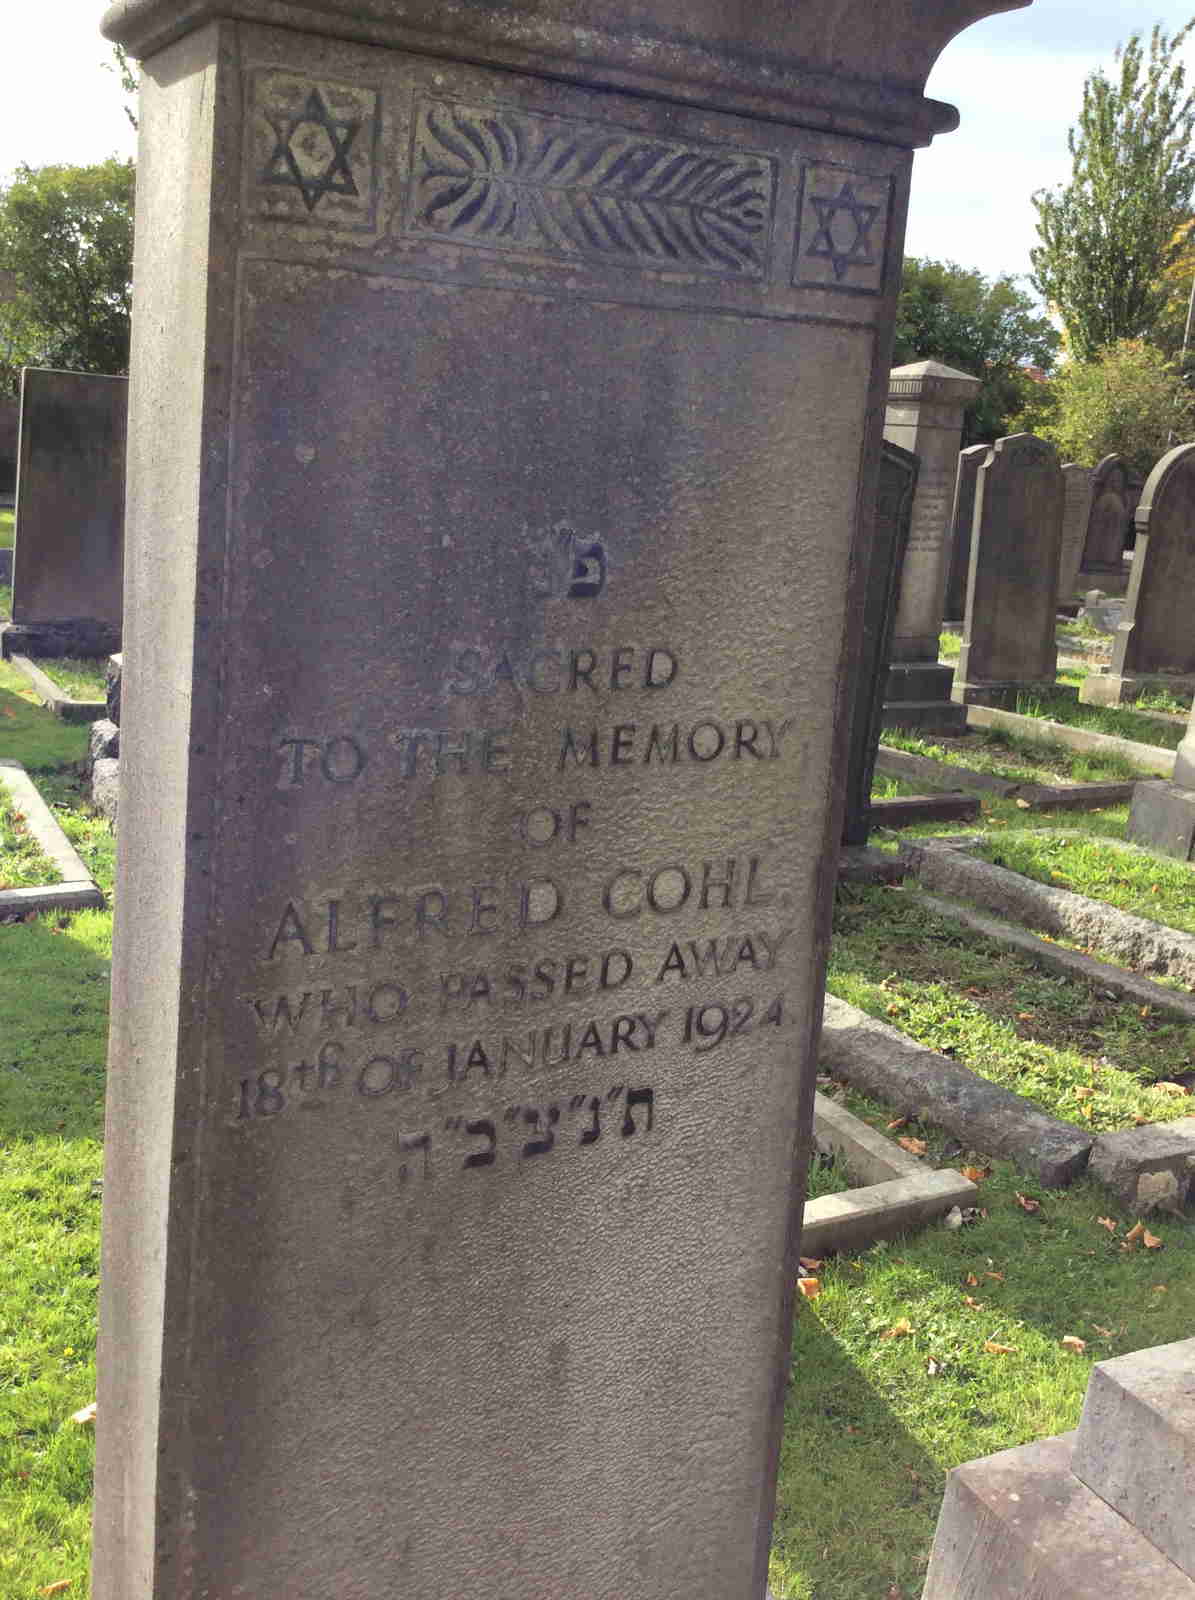 פ"נ
SACRED
TO THE MEMORY
OF
ALFRED COHL,
WHO PASSED AWAY
18th OF JANUARY 1924
ת"נ"צ"ב"ה